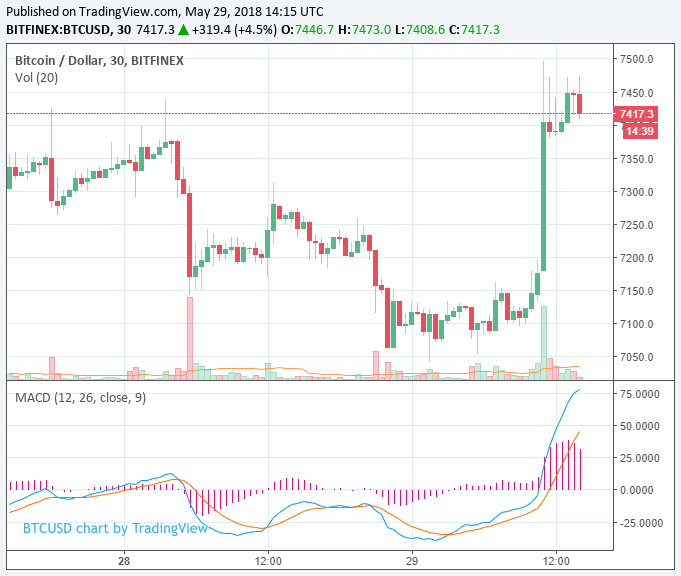 Published on TradingView.com, May 29, 2018 14:15 UTC
BITFINEX:BTCUSD, 30 7417.3 ▲ +319.4 (+4.5%) O:7446.7 H:7473.0 L:7408.6 C:7417.3
Bitcoin / Dollar, 30, BITFINEX
Vol (20)
7500.0
7450.0
7417.3
14:39
7350.0
7300.0
7250.0
7200.0
7150.0
7100.0
7050.0
MACD (12, 26, close, 9)
75.0000
50.0000
25.0000
0.0000
-25.0000
BTCUSD chart by TradingView
28 12:00 29 12:00